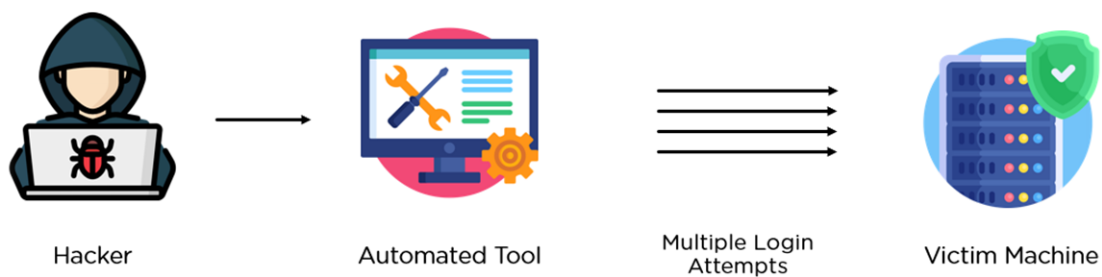 Hacker
Automated Tool
Multiple Login
Attempts
Victim Machine